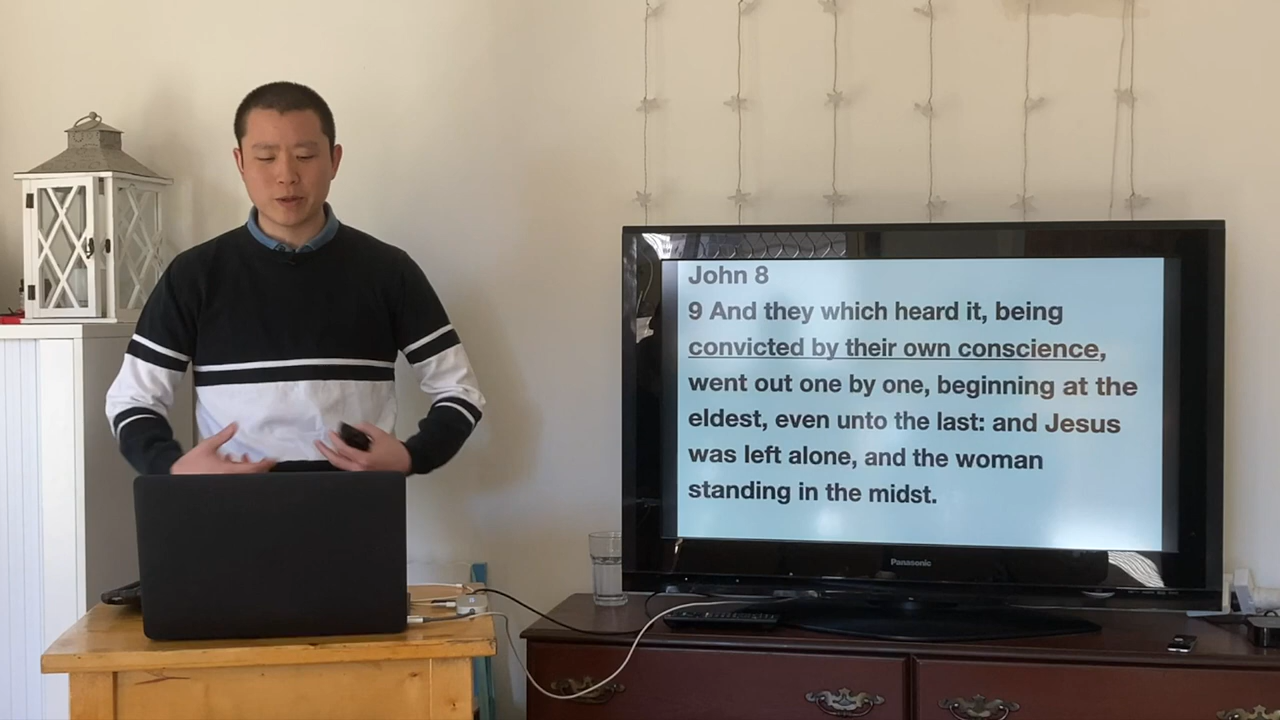 John 8
9 And they which heard it, being
convicted by their own conscience,
went out one by one, beginning at the
eldest, even unto the last: and Jesus
was left alone, and the woman
standing in the midst.
Panasonic